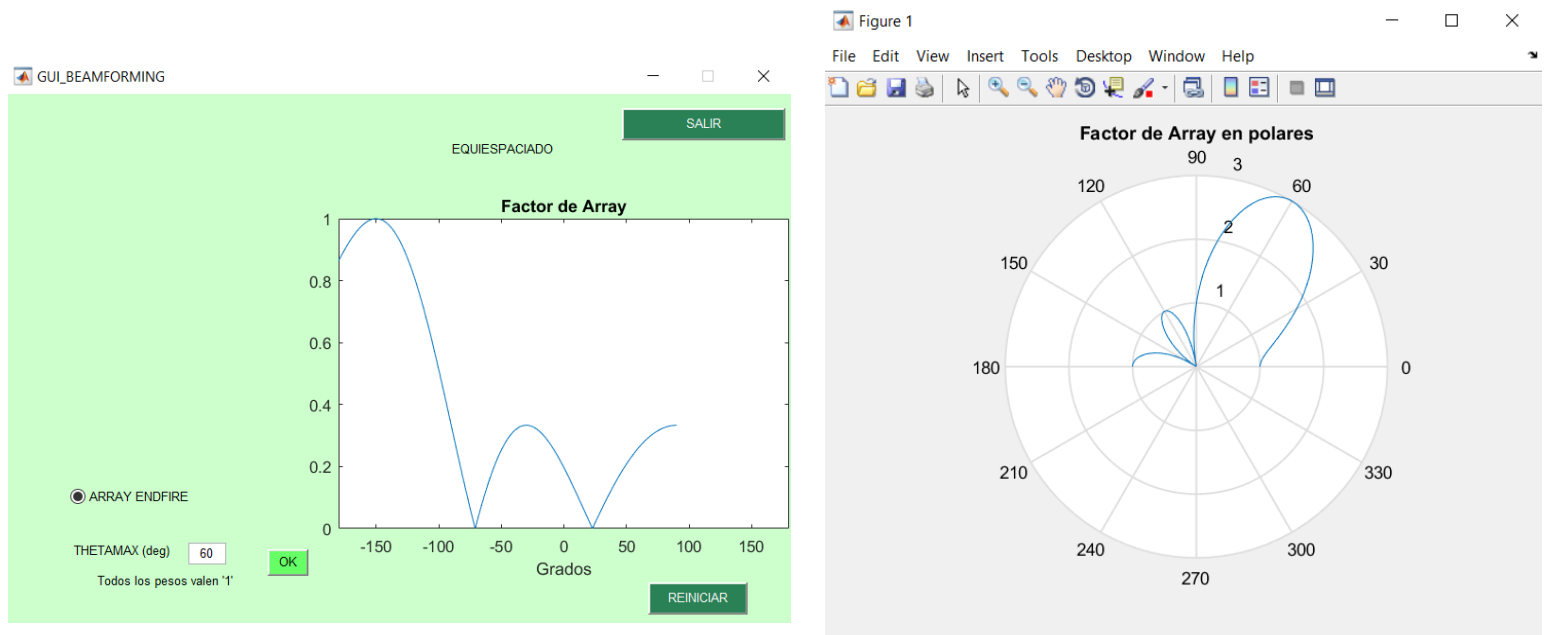 GUI_BEAMFORMING
SALIR
EQUIESPACIADO
Factor de Array
1
0.8
0.6
0.4
0.2
0
-150 -100 -50 0 50 100 150
Grados
ARRAY ENDFIRE
THETAMAX (deg) 60
OK
Todos los pesos valen '1'
REINICIAR
Figure 1
File Edit View Insert Tools Desktop Window Help
Factor de Array en polares
90
3
120
60
2
150
30
1
180
0
210
330
240
300
270